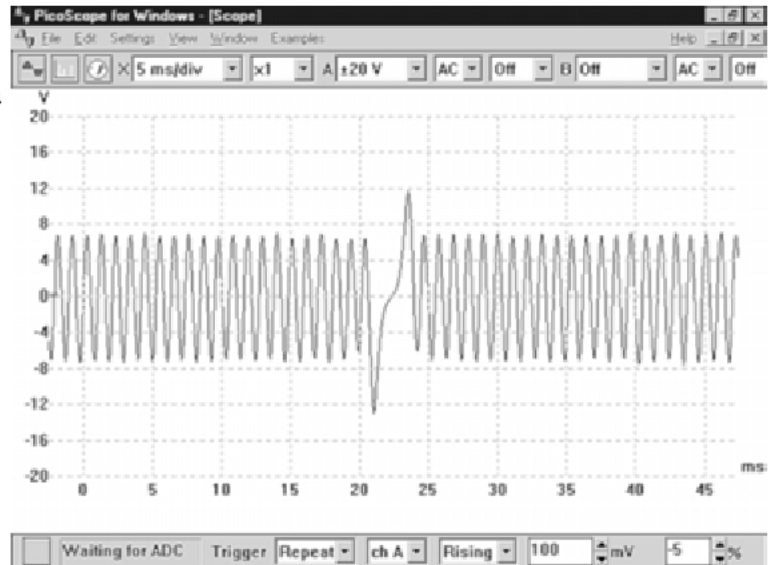 PicoScope for Windows - [Scope]
File Edit Settings View Window Examples Help
X 5 ms/div x1 A ±20 V AC Off B Off AC Off
V
20
16
12
8
4
0
-4
-8
-12
-16
-20
ms
0 5 10 15 20 25 30 35 40 45
Waiting for ADC Trigger Repeat ch A Rising 100 mV -5 %